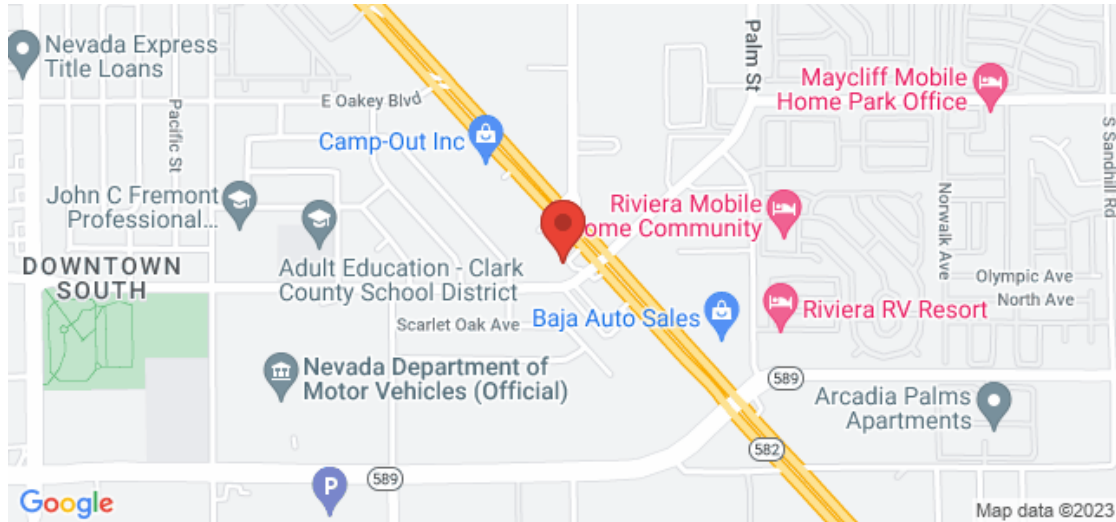 Nevada Express
Title Loans
Pacific St
E Oakey Blvd
Camp-Out Inc
Palm St
Maycliff Mobile
Home Park Office
S Sandhill Rd
John C Fremont
Professional...
Adult Education - Clark
County School District
Riviera Mobile
ome Community
Norwalk Ave
DOWNTOWN
SOUTH
Olympic Ave
North Ave
Scarlet Oak Ave
Baja Auto Sales
Riviera RV Resort
Nevada Department of
Motor Vehicles (Official)
589
Arcadia Palms
Apartments
582
589
P
Google
Map data ©2023